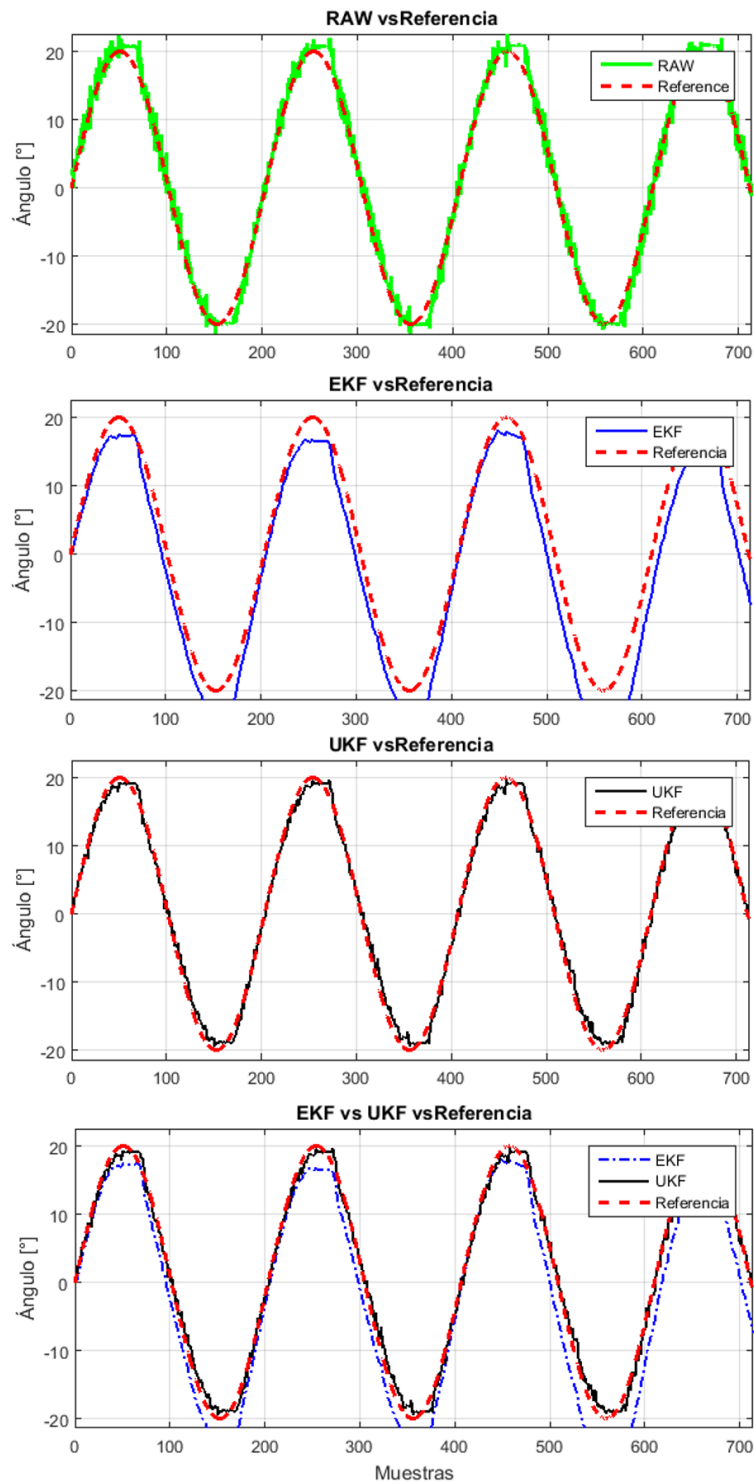 RAW vsReferencia
20
10
0
-10
-20
Ángulo [°]
RAW
Reference
0 100 200 300 400 500 600 700
EKF vsReferencia
20
10
0
-10
-20
Ángulo [°]
EKF
Referencia
0 100 200 300 400 500 600 700
UKF vsReferencia
20
10
0
-10
-20
Ángulo [°]
UKF
Referencia
0 100 200 300 400 500 600 700
EKF vs UKF vsReferencia
20
10
0
-10
-20
Ángulo [°]
EKF
UKF
Referencia
0 100 200 300 400 500 600 700
Muestras